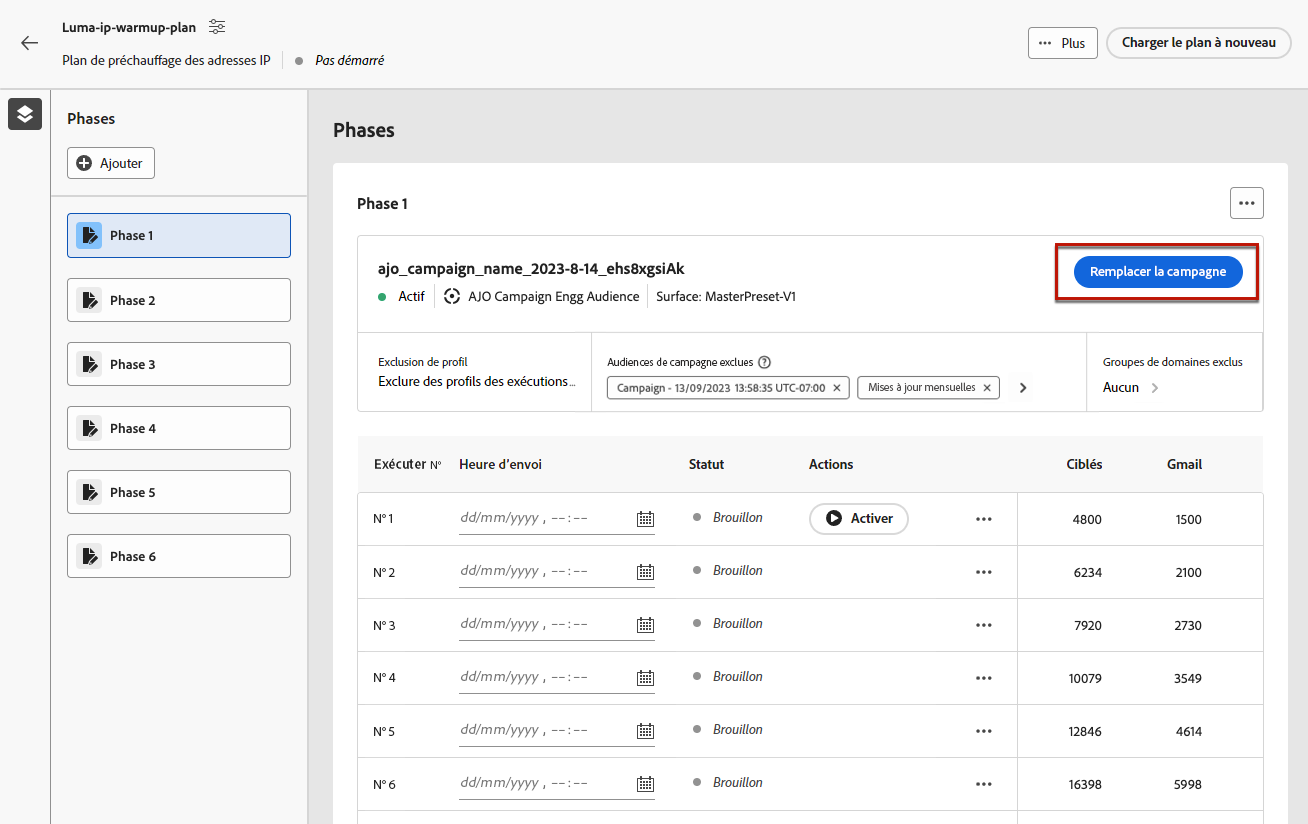 Luma-ip-warmup-plan
Plan de préchauffage des adresses IP
Pas démarré
Plus
Charger le plan à nouveau
Phases
Ajouter
Phase 1
Phase 2
Phase 3
Phase 4
Phase 5
Phase 6
Phases
Phase 1
ajo_campaign_name_2023-8-14_ehs8xgsiAk
Actif
AJO Campaign Engg Audience
Surface: MasterPreset-V1
Remplacer la campagne
Exclusion de profil
Exclure des profils des exécutions...
Audiences de campagne exclues
Campaign - 13/09/2023 13:58:35 UTC-07:00
Mises à jour mensuelles
Groupes de domaines exclus
Aucun
Exécuter N° Heure d'envoi Statut Actions Ciblés Gmail
N° 1 dd/mm/yyyy , --:-- Brouillon Activer 4800 1500
N° 2 dd/mm/yyyy , --:-- Brouillon 6234 2100
N° 3 dd/mm/yyyy , --:-- Brouillon 7920 2730
N° 4 dd/mm/yyyy , --:-- Brouillon 10079 3549
N° 5 dd/mm/yyyy , --:-- Brouillon 12846 4614
N° 6 dd/mm/yyyy , --:-- Brouillon 16398 5998